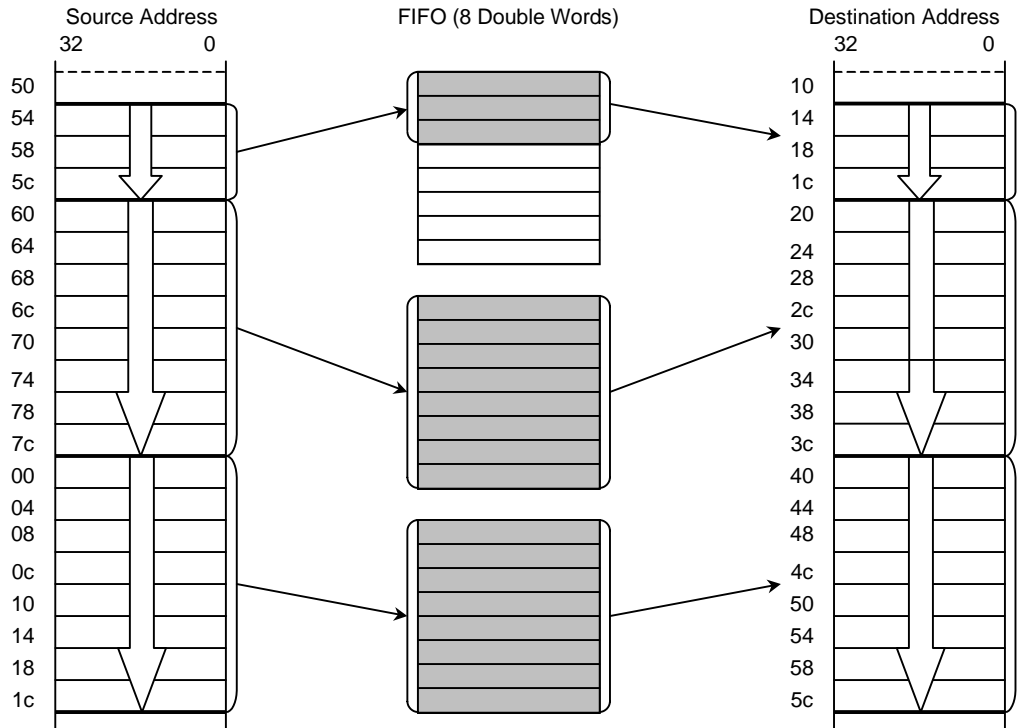 Source Address
32 0
50
54
58
5c
60
64
68
6c
70
74
78
7c
00
04
08
0c
10
14
18
1c
FIFO (8 Double Words)
Destination Address
32 0
10
14
18
1c
20
24
28
2c
30
34
38
3c
40
44
48
4c
50
54
58
5c